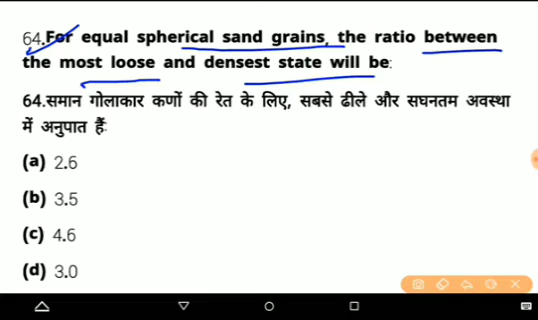 64.For equal spherical sand grains, the ratio between
the most loose and densest state will be:
64.समान गोलाकार कणों की रेत के लिए, सबसे ढीले और सघनतम अवस्था
में अनुपात हैं:
(a) 2.6
(b) 3.5
(c) 4.6
(d) 3.0